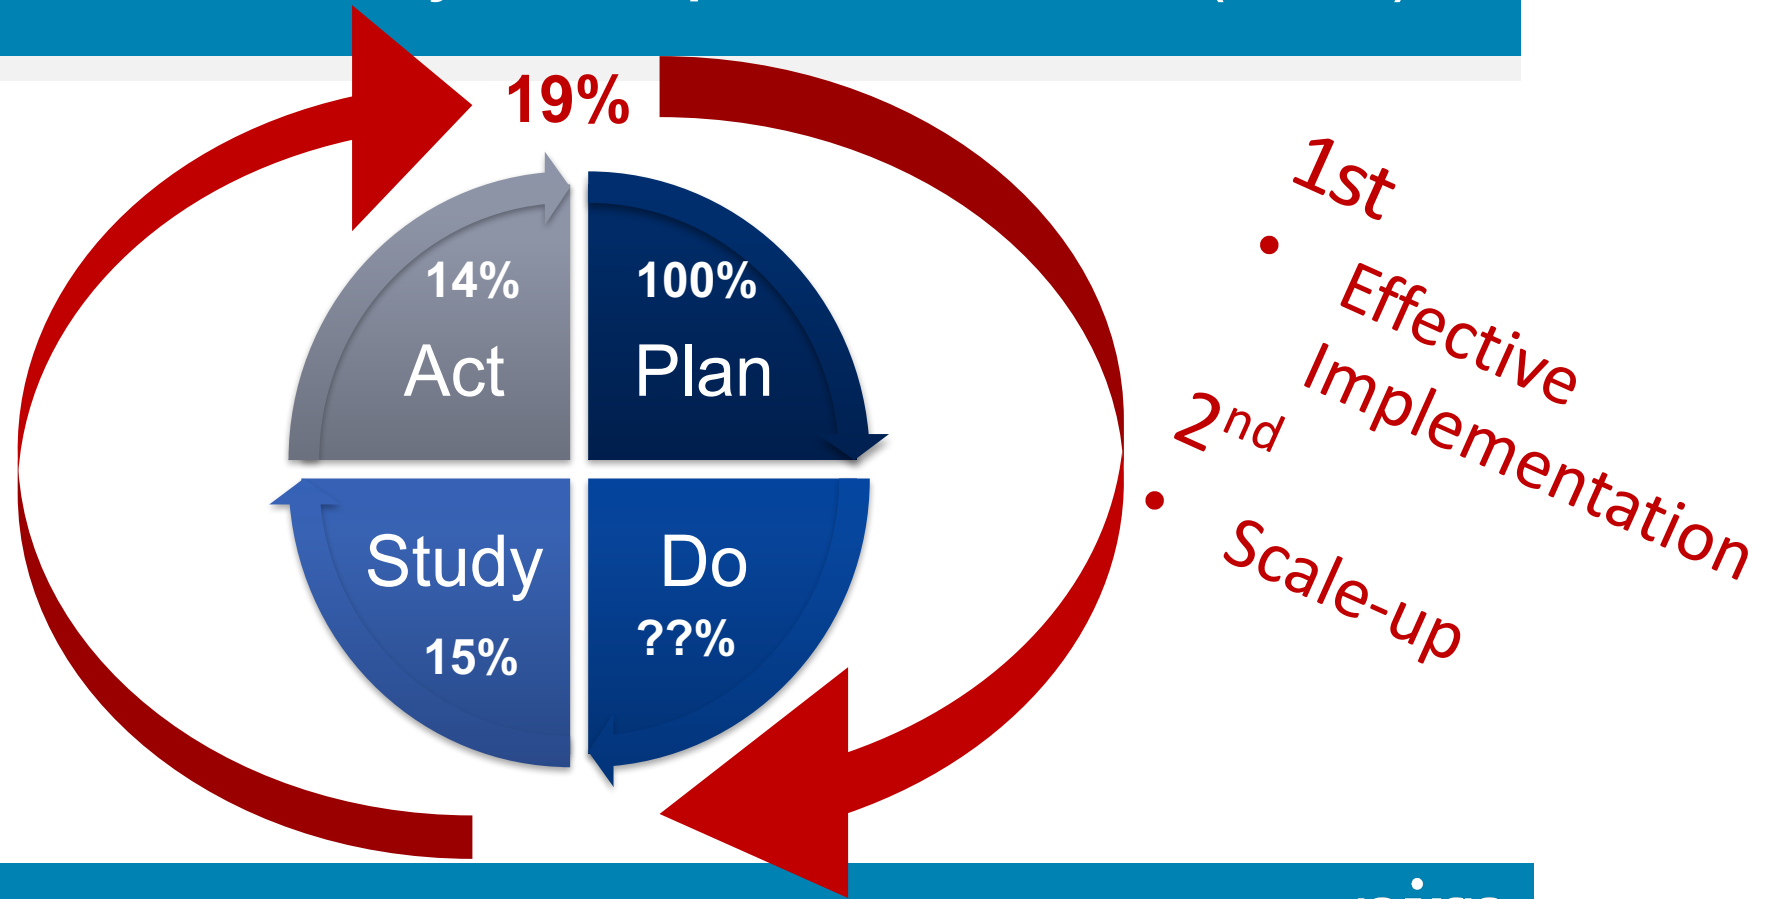 19%
14%
Act
100%
Plan
Study
15%
Do
??%
1st
• Effective
Implementation
2nd
• Scale-up